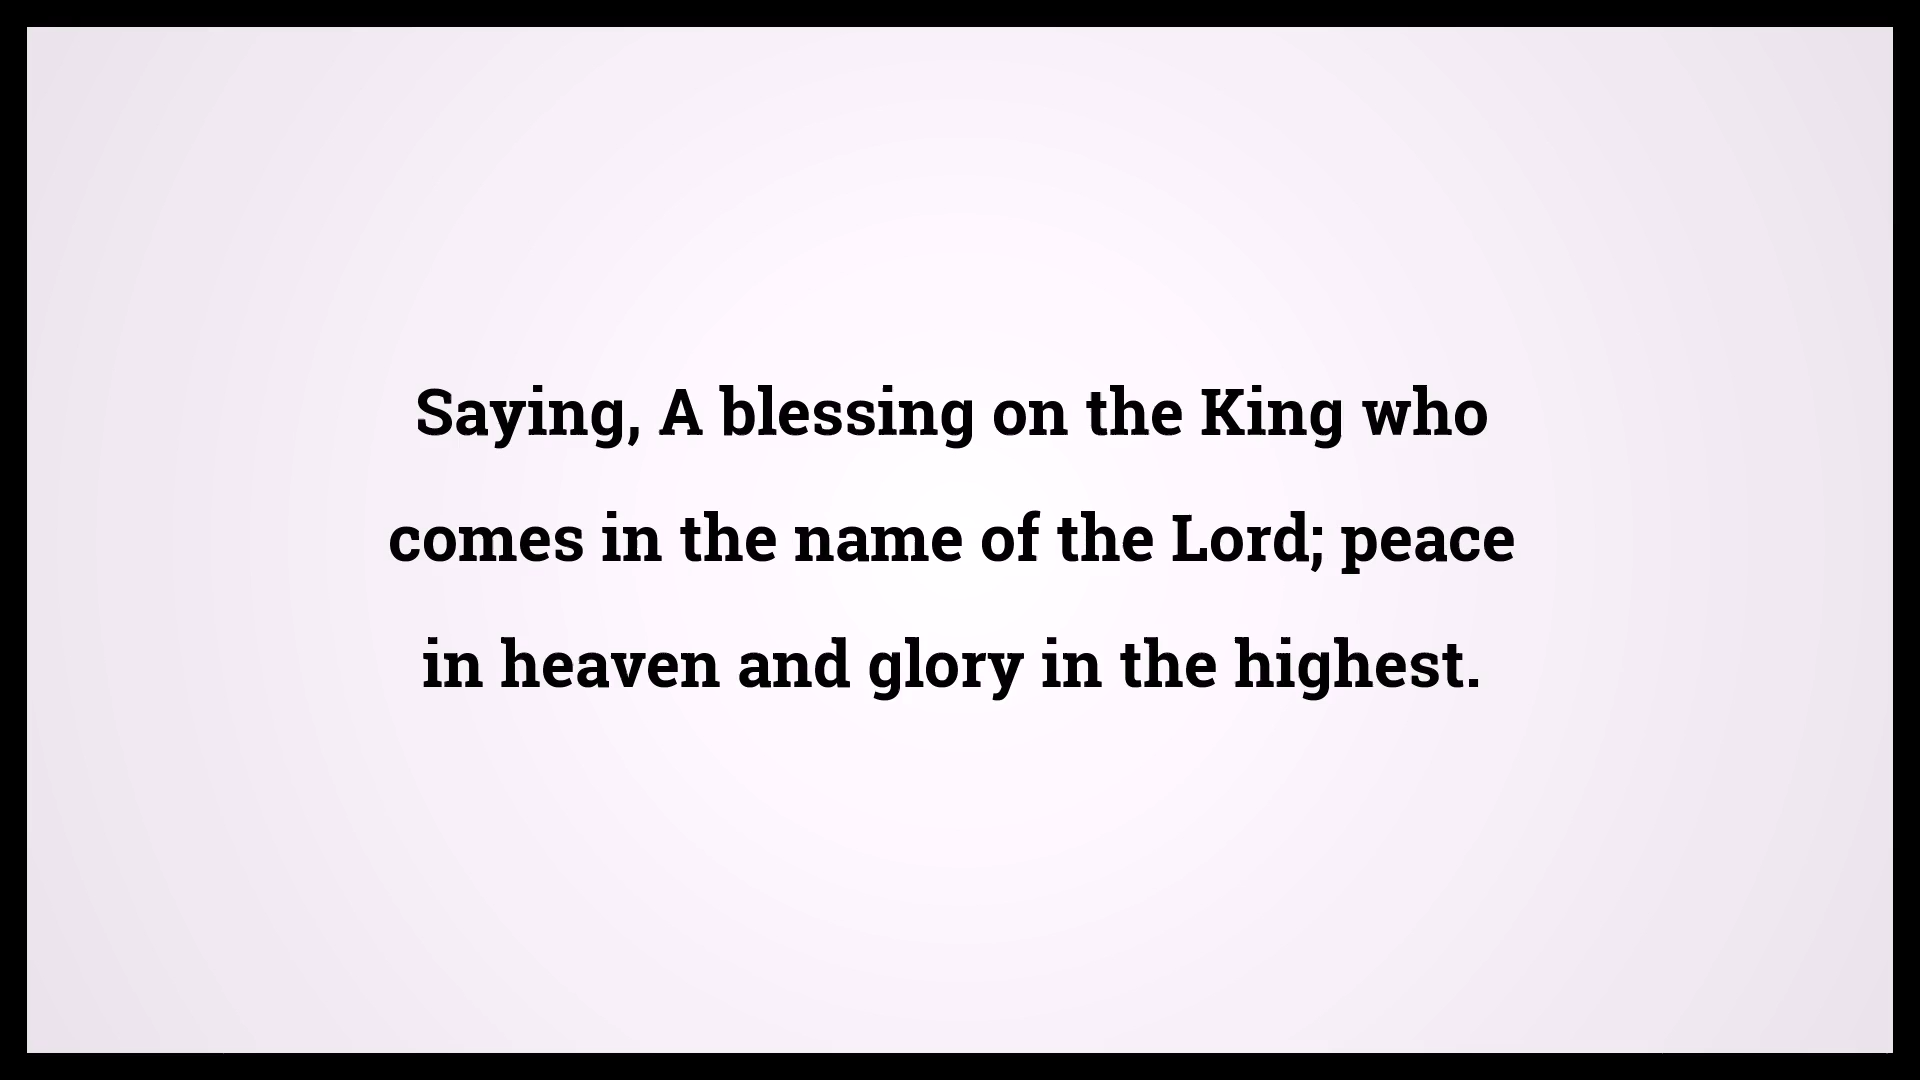 Saying, A blessing on the King who
comes in the name of the Lord; peace
in heaven and glory in the highest.